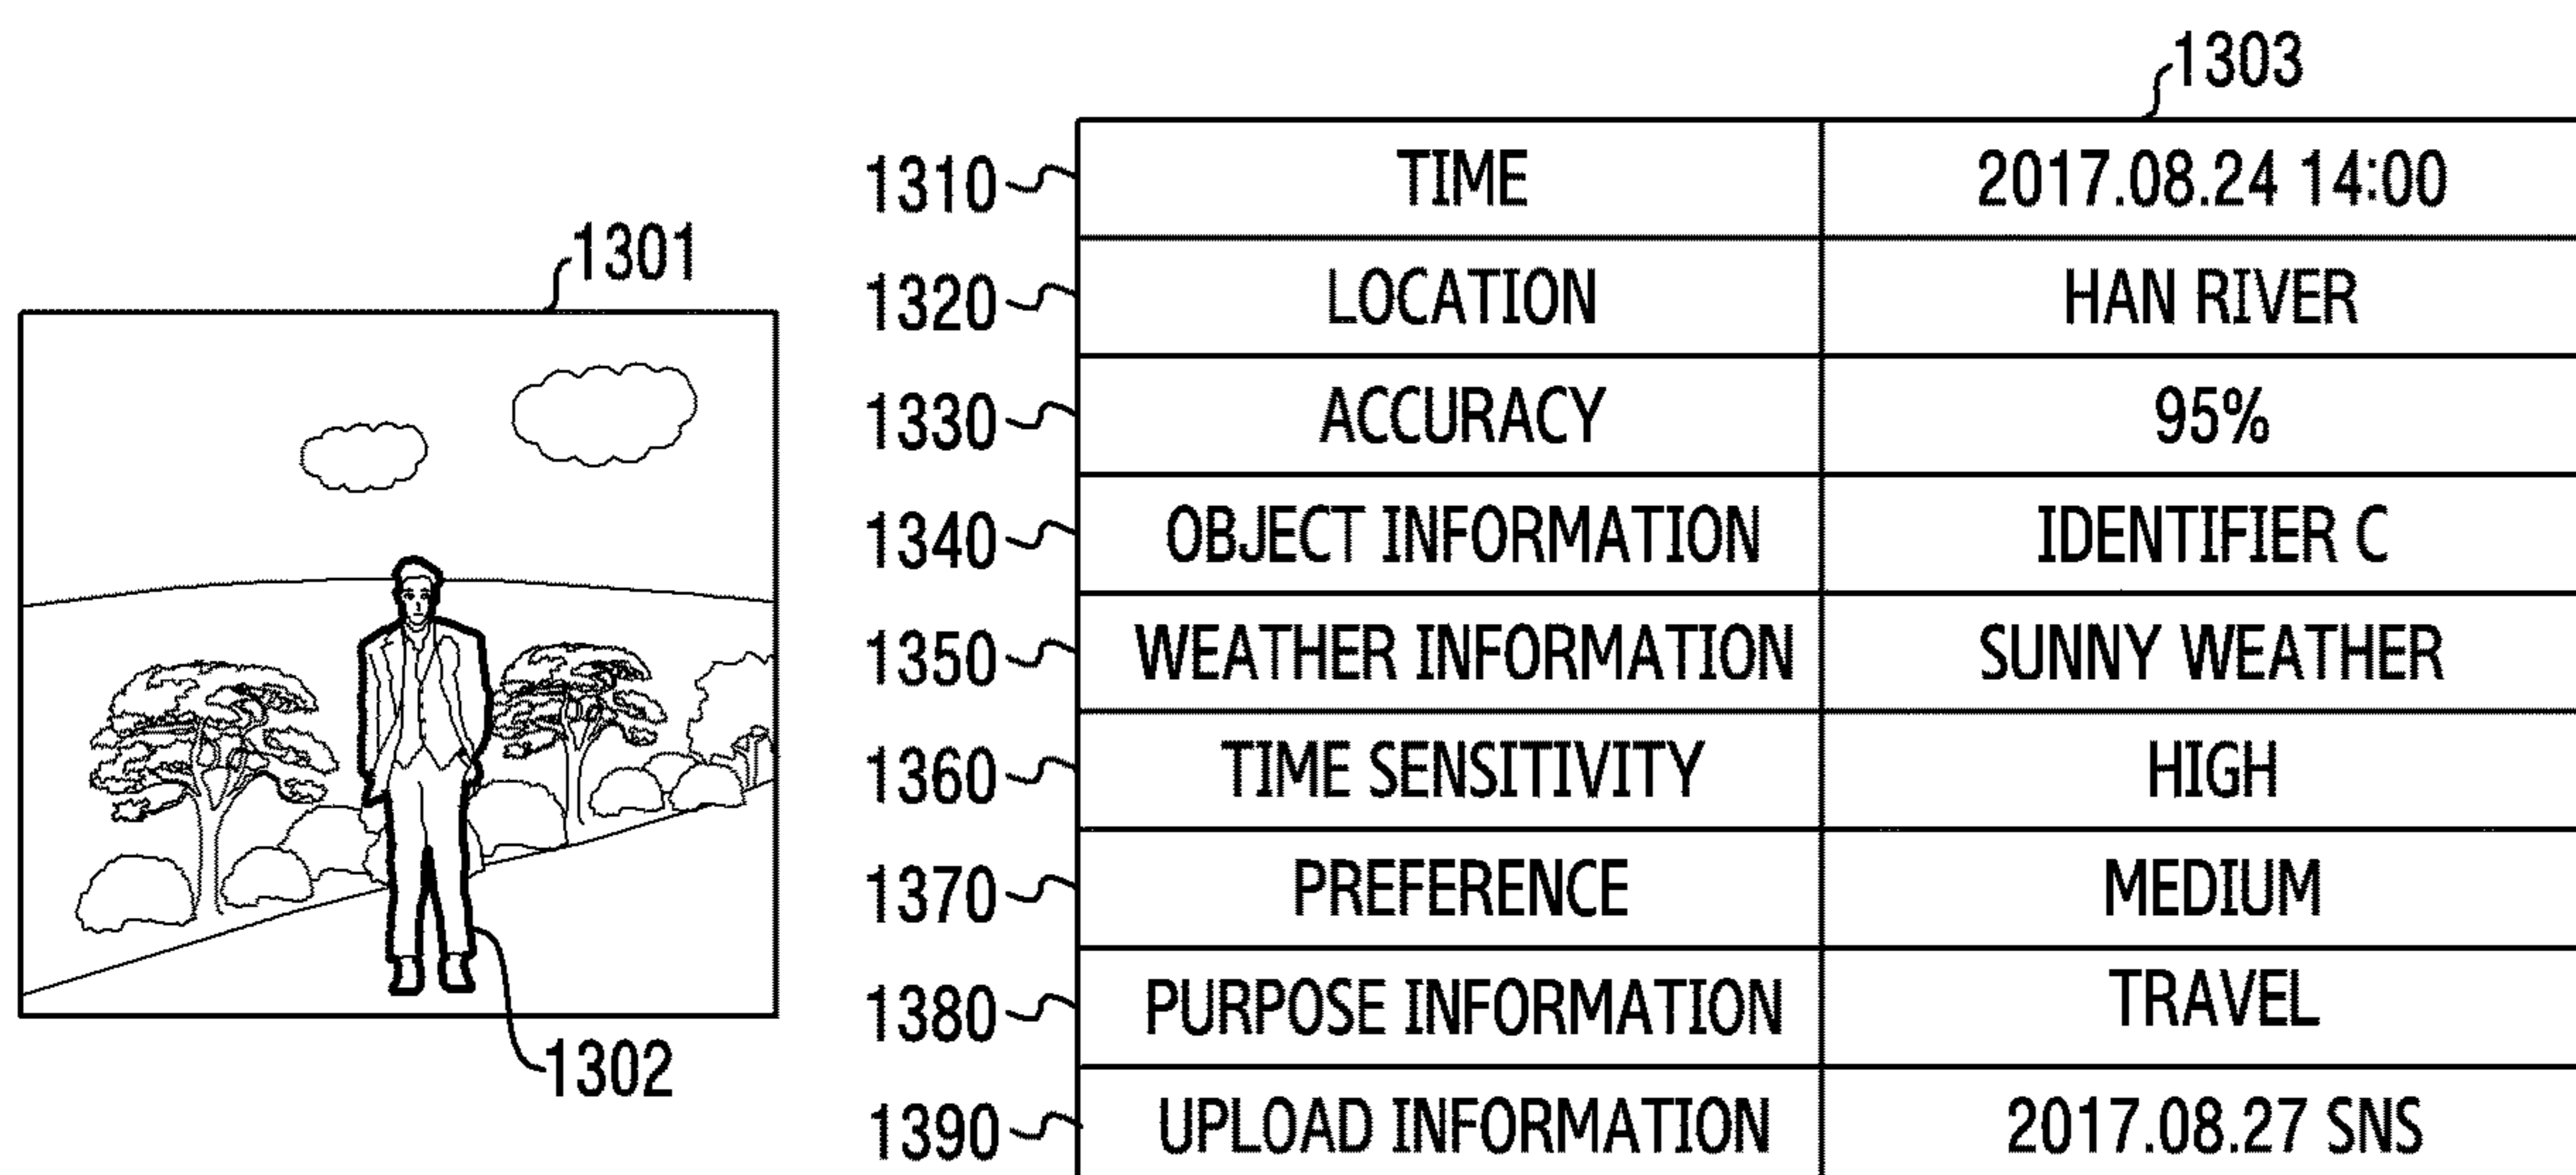 1303
1310 TIME 2017.08.24 14:00
1301
1320 LOCATION HAN RIVER
1330 ACCURACY 95%
1340 OBJECT INFORMATION IDENTIFIER C
1350 WEATHER INFORMATION SUNNY WEATHER
1360 TIME SENSITIVITY HIGH
1370 PREFERENCE MEDIUM
1380 PURPOSE INFORMATION TRAVEL
1302
1390 UPLOAD INFORMATION 2017.08.27 SNS